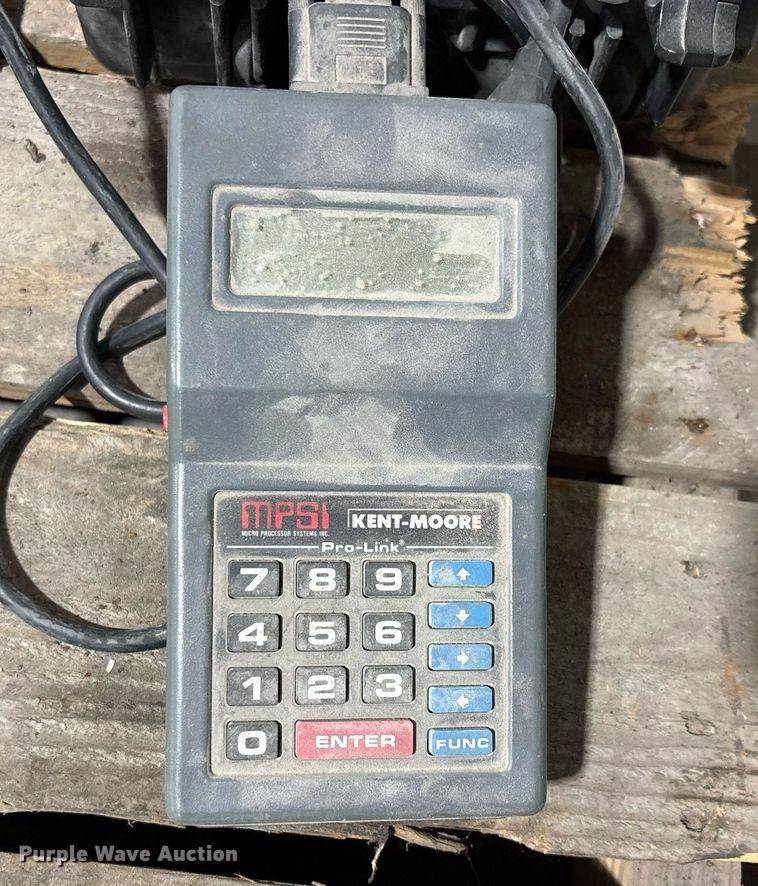 MPSI KENT-MOORE
MICRO PROCESSOR SYSTEMS INC.
Pro-Link®
7 8 9 ↑
4 5 6 ↓
→
1 2 3
←
0 ENTER FUNC
Purple Wave Auction